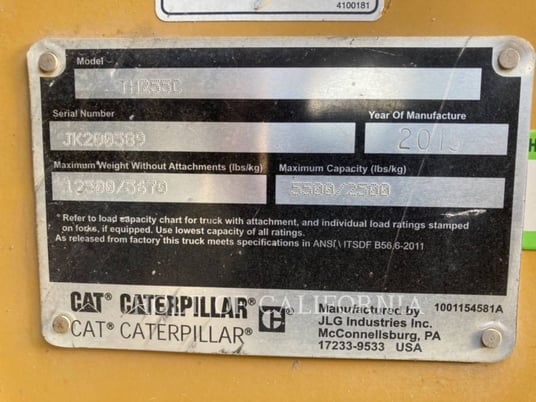 4100181
Model
TH255C
Serial Number
JK200589
Year Of Manufacture
Maximum Weight Without Attachments (lbs/kg)
12500/5670
Maximum Capacity (lbs/kg)
5500/2500
* Refer to load capacity chart for truck with attachment, and individual load ratings stamped
on forks, if equipped. Use lowest capacity of all ratings.
As released from factory this truck meets specifications in ANSI \ ITSDF B56.6-2011
CAT® CATERPILLAR®
CAT® CATERPILLAR®
CALIFORNIA
Manufactured by
JLG Industries Inc.
McConnellsburg, PA
17233-9533 USA
1001154581A